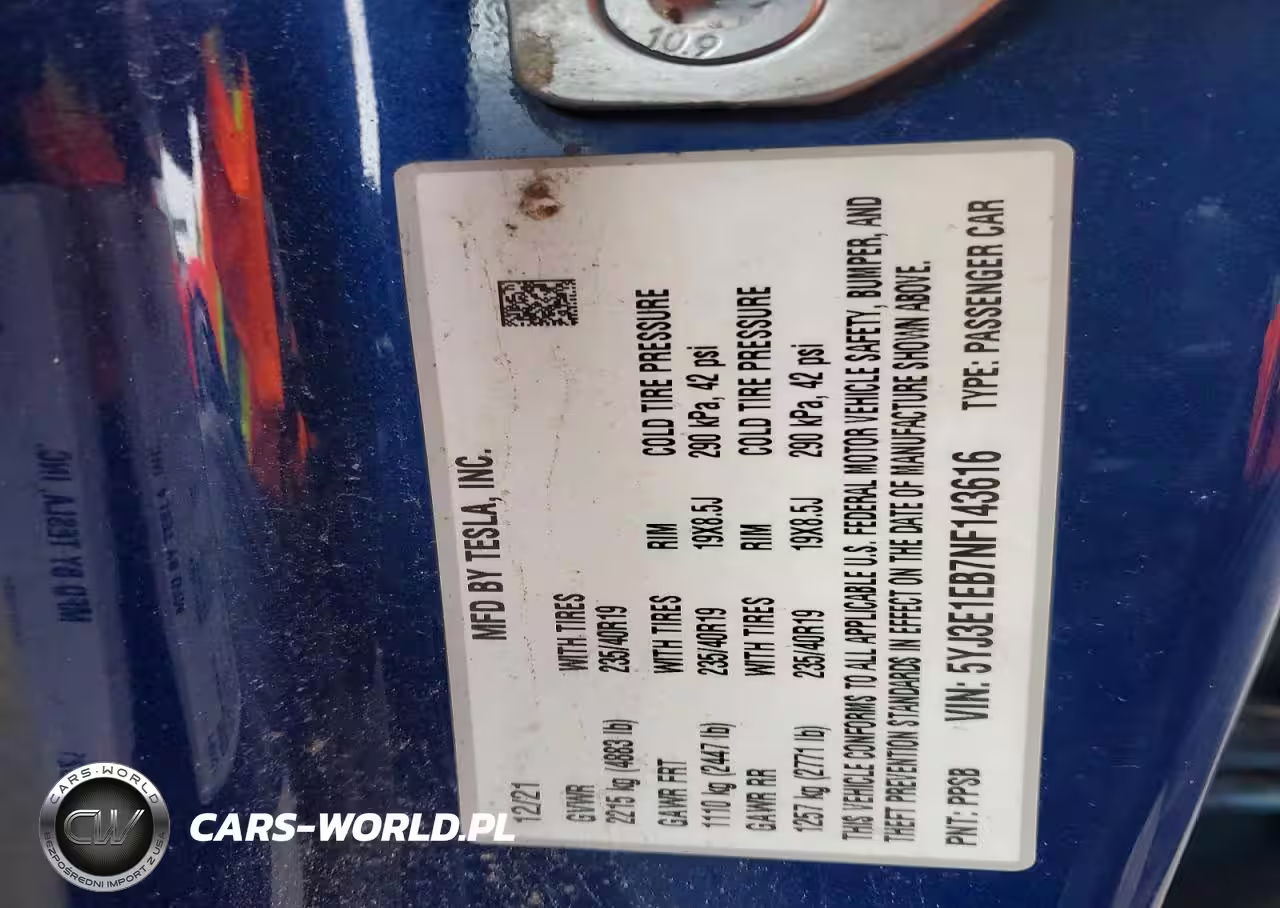 10.9
MFD BY TESLA, INC.
12/21
GVWR WITH TIRES
2215 kg (4883 lb) 235/40R19
GAWR FRT WITH TIRES RIM COLD TIRE PRESSURE
1110 kg (2447 lb) 235/40R19 19X8.5J 290 kPa, 42 psi
GAWR RR WITH TIRES RIM COLD TIRE PRESSURE
1257 kg (2771 lb) 235/40R19 19X8.5J 290 kPa, 42 psi
THIS VEHICLE CONFORMS TO ALL APPLICABLE U.S. FEDERAL MOTOR VEHICLE SAFETY, BUMPER, AND
THEFT PREVENTION STANDARDS IN EFFECT ON THE DATE OF MANUFACTURE SHOWN ABOVE.
PNT: PPSB VIN: 5YJ3E1EB7NF143616 TYPE: PASSENGER CAR
CARS-WORLD
CW
BEZPOŚREDNI IMPORT Z USA
CARS-WORLD.PL